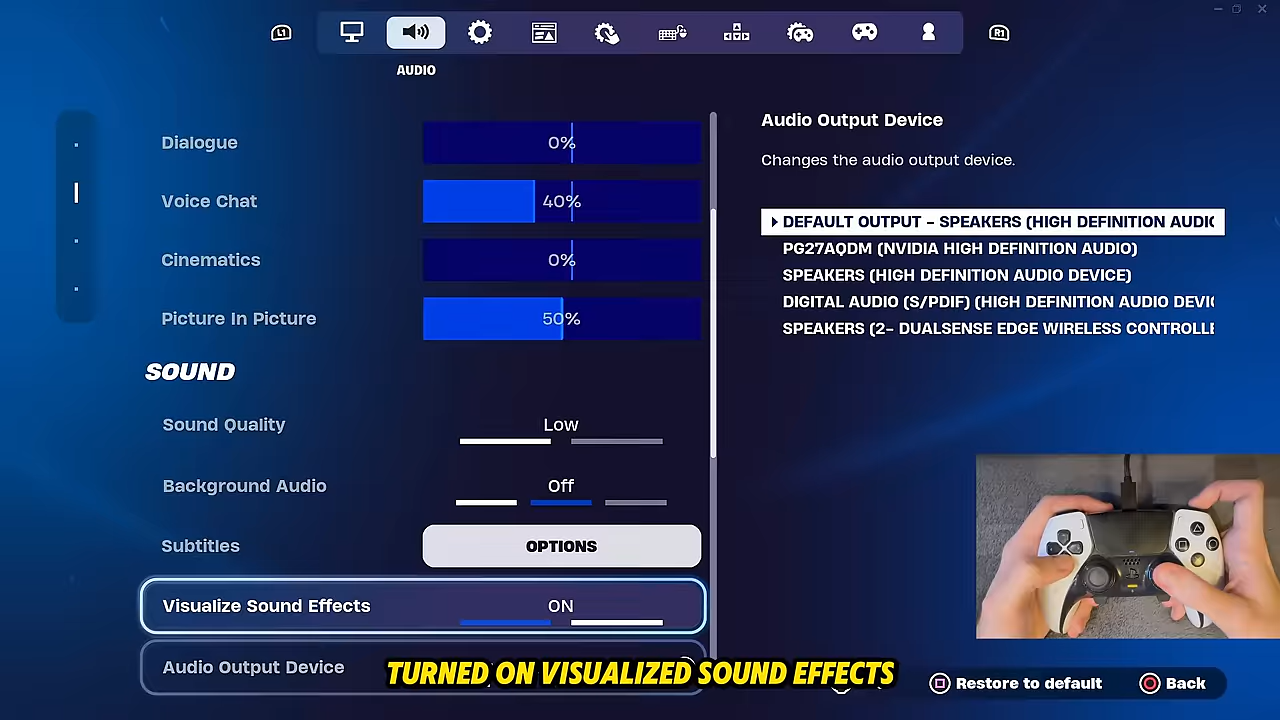 L1
R1
AUDIO
Dialogue
0%
Voice Chat
40%
Cinematics
0%
Picture In Picture
50%
SOUND
Sound Quality
Low
Background Audio
Off
Subtitles
OPTIONS
Visualize Sound Effects
ON
Audio Output Device
Audio Output Device
Changes the audio output device.
DEFAULT OUTPUT - SPEAKERS (HIGH DEFINITION AUDIO
PG27AQDM (NVIDIA HIGH DEFINITION AUDIO)
SPEAKERS (HIGH DEFINITION AUDIO DEVICE)
DIGITAL AUDIO (S/PDIF) (HIGH DEFINITION AUDIO DEVI
SPEAKERS (2- DUALSENSE EDGE WIRELESS CONTROLLE
TURNED ON VISUALIZED SOUND EFFECTS
Restore to default
Back